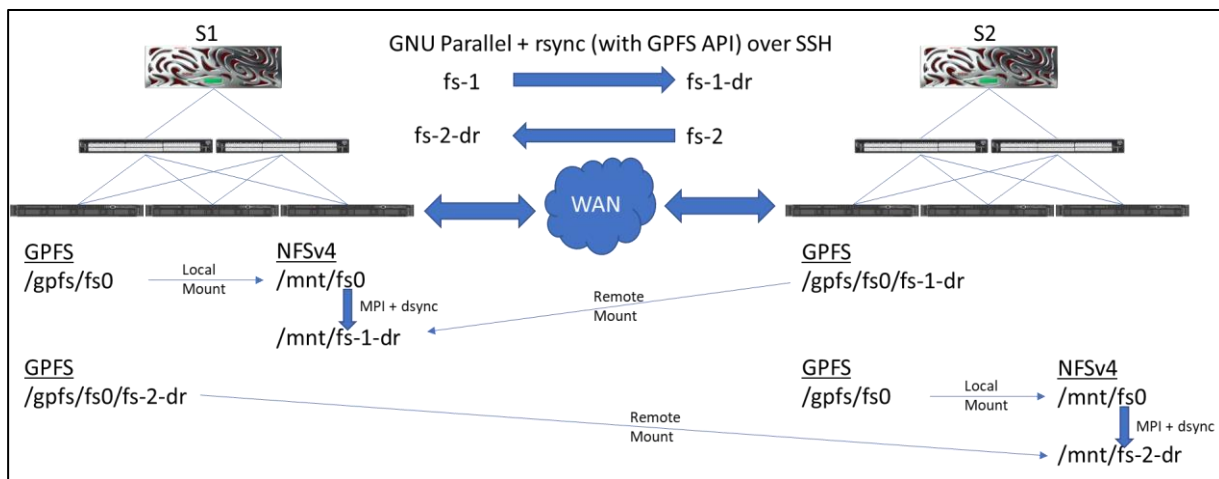 S1
S2
GNU Parallel + rsync (with GPFS API) over SSH
fs-1
fs-1-dr
fs-2-dr
fs-2
WAN
GPFS
/gpfs/fs0
Local
Mount
NFSv4
/mnt/fs0
MPI + dsync
/mnt/fs-1-dr
Remote
Mount
GPFS
/gpfs/fs0/fs-1-dr
GPFS
/gpfs/fs0/fs-2-dr
Remote
Mount
GPFS
/gpfs/fs0
Local
Mount
NFSv4
/mnt/fs0
MPI + dsync
/mnt/fs-2-dr